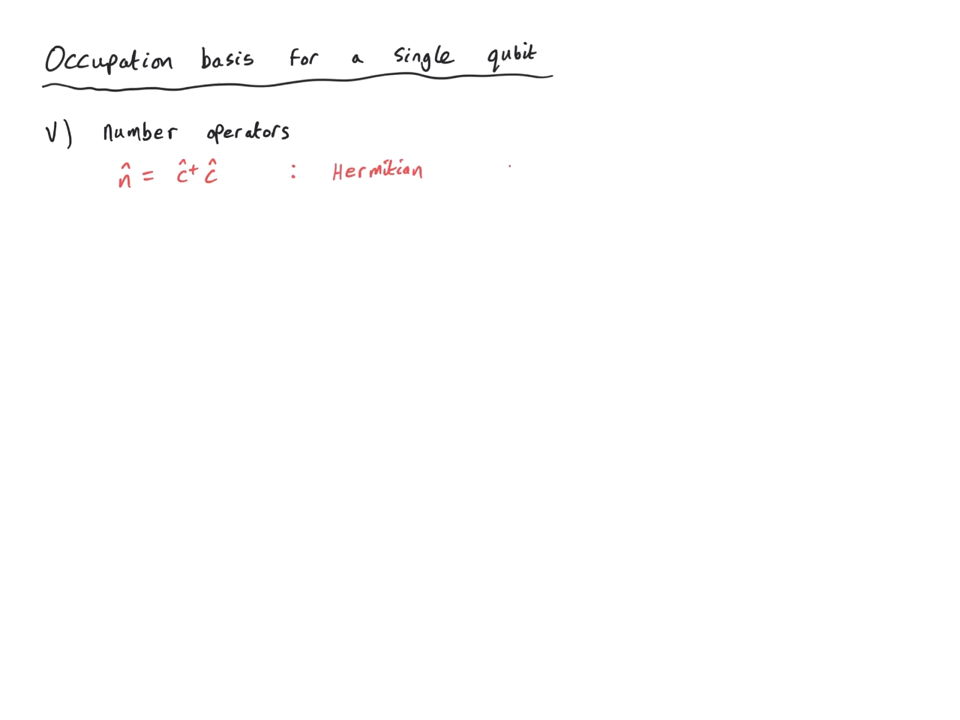 Occupation basis for a single qubit
V) Number operators
n̂ = ĉ⁺ ĉ : Hermitian